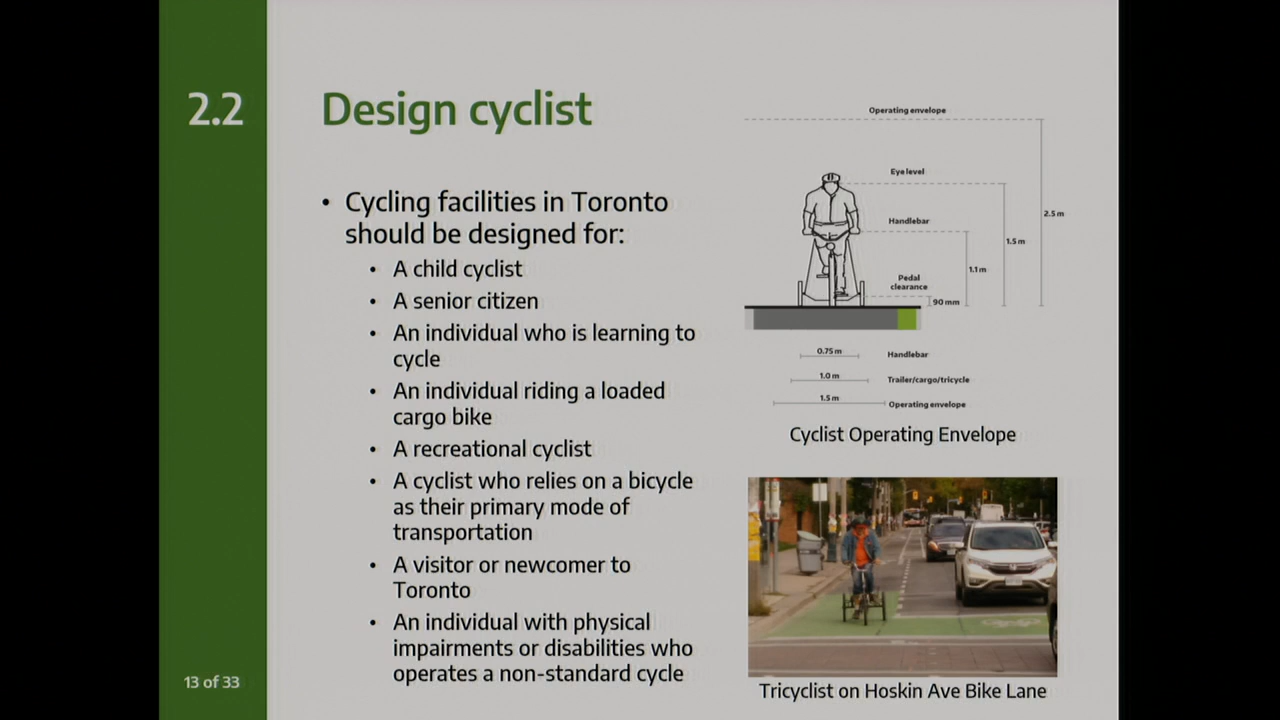 2.2
Design cyclist
• Cycling facilities in Toronto
should be designed for:
• A child cyclist
• A senior citizen
• An individual who is learning to
cycle
• An individual riding a loaded
cargo bike
• A recreational cyclist
• A cyclist who relies on a bicycle
as their primary mode of
transportation
• A visitor or newcomer to
Toronto
• An individual with physical
impairments or disabilities who
operates a non-standard cycle
13 of 33
Operating envelope
Eye level
Handlebar
Pedal
clearance
2.5 m
1.5 m
1.1 m
90 mm
0.75 m Handlebar
1.0 m Trailer/cargo/tricycle
1.5 m Operating envelope
Cyclist Operating Envelope
Tricyclist on Hoskin Ave Bike Lane